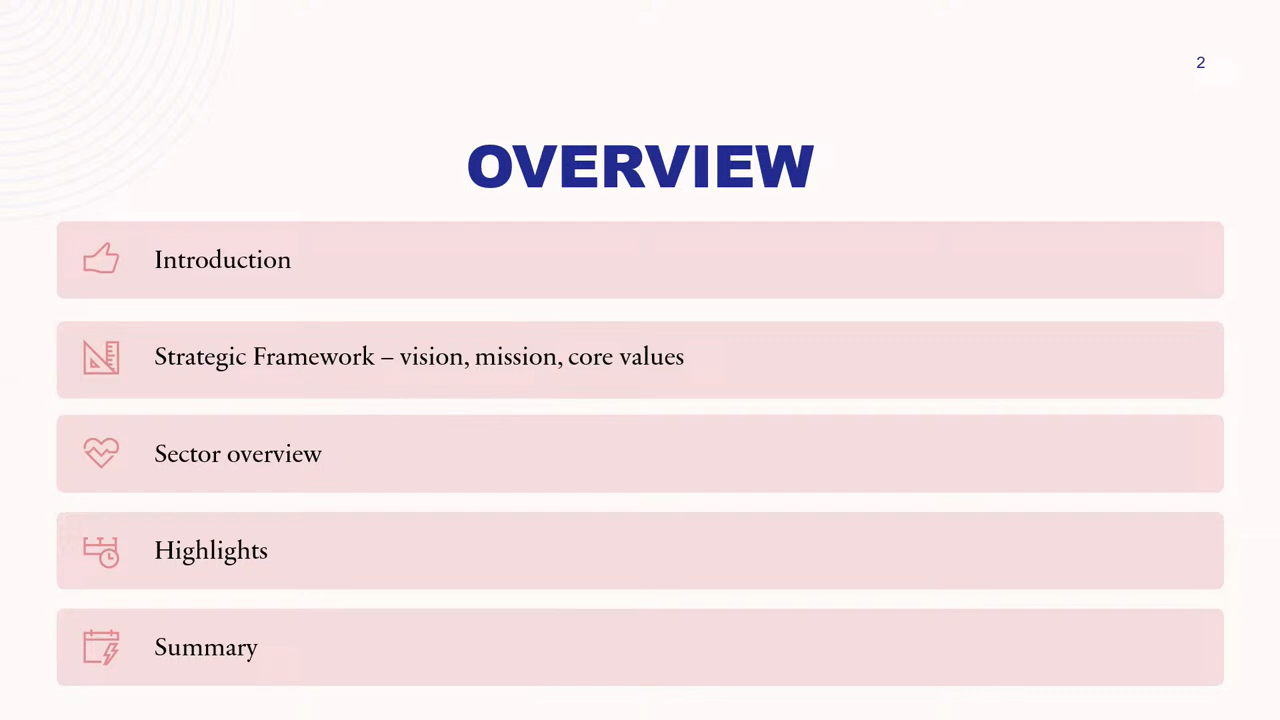 2
OVERVIEW
Introduction
Strategic Framework – vision, mission, core values
Sector overview
Highlights
Summary